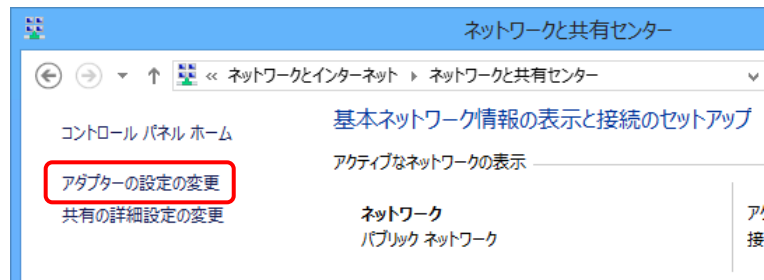 ネットワークと共有センター
« ネットワークとインターネット ▸ ネットワークと共有センター
コントロール パネル ホーム
アダプターの設定の変更
共有の詳細設定の変更
基本ネットワーク情報の表示と接続のセットアップ
アクティブなネットワークの表示
ネットワーク
パブリック ネットワーク
接